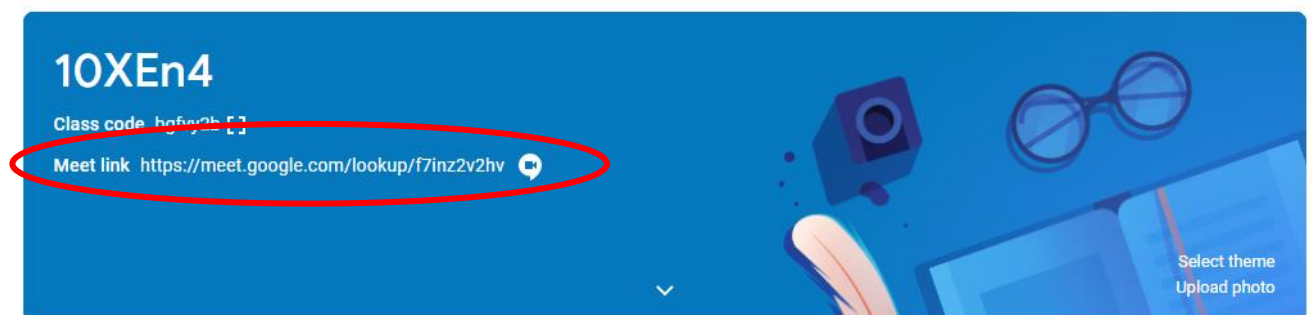 10XEn4
Class code
Meet link https://meet.google.com/lookup/f7inz2v2hv
Select theme
Upload photo